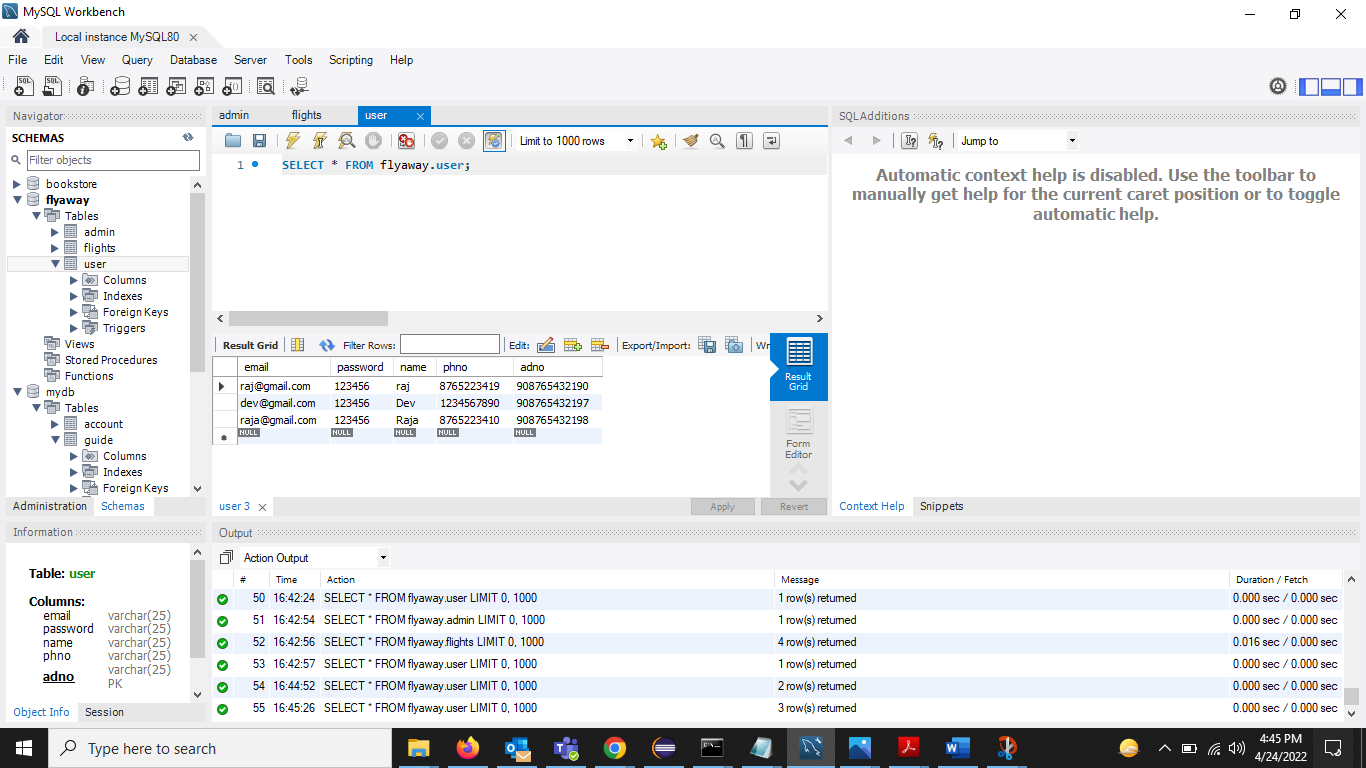 MySQL Workbench
Local instance MySQL80
File Edit View Query Database Server Tools Scripting Help
Navigator
SCHEMAS
Filter objects
bookstore
flyaway
Tables
admin
flights
user
Columns
Indexes
Foreign Keys
Triggers
Views
Stored Procedures
Functions
mydb
Tables
account
guide
Columns
Indexes
Foreign Keys
Administration Schemas
Information
Table: user
Columns:
email varchar(25)
password varchar(25)
name varchar(25)
phno varchar(25)
adno varchar(25)
PK
Object Info Session
admin flights user
Limit to 1000 rows
1 SELECT * FROM flyaway.user;
Result Grid Filter Rows: Edit: Export/Import: Wr
email password name phno adno
raj@gmail.com 123456 raj 8765223419 908765432190
dev@gmail.com 123456 Dev 1234567890 908765432197
raja@gmail.com 123456 Raja 8765223410 908765432198
NULL NULL NULL NULL NULL
Result
Grid
Form
Editor
user 3 Apply Revert
SQLAdditions
Jump to
Automatic context help is disabled. Use the toolbar to
manually get help for the current caret position or to toggle
automatic help.
Context Help Snippets
Output
Action Output
# Time Action Message Duration / Fetch
50 16:42:24 SELECT * FROM flyaway.user LIMIT 0, 1000 1 row(s) returned 0.000 sec / 0.000 sec
51 16:42:54 SELECT * FROM flyaway.admin LIMIT 0, 1000 1 row(s) returned 0.000 sec / 0.000 sec
52 16:42:56 SELECT * FROM flyaway.flights LIMIT 0, 1000 4 row(s) returned 0.016 sec / 0.000 sec
53 16:42:57 SELECT * FROM flyaway.user LIMIT 0, 1000 1 row(s) returned 0.000 sec / 0.000 sec
54 16:44:52 SELECT * FROM flyaway.user LIMIT 0, 1000 2 row(s) returned 0.000 sec / 0.000 sec
55 16:45:26 SELECT * FROM flyaway.user LIMIT 0, 1000 3 row(s) returned 0.000 sec / 0.000 sec
Type here to search
4:45 PM
4/24/2022